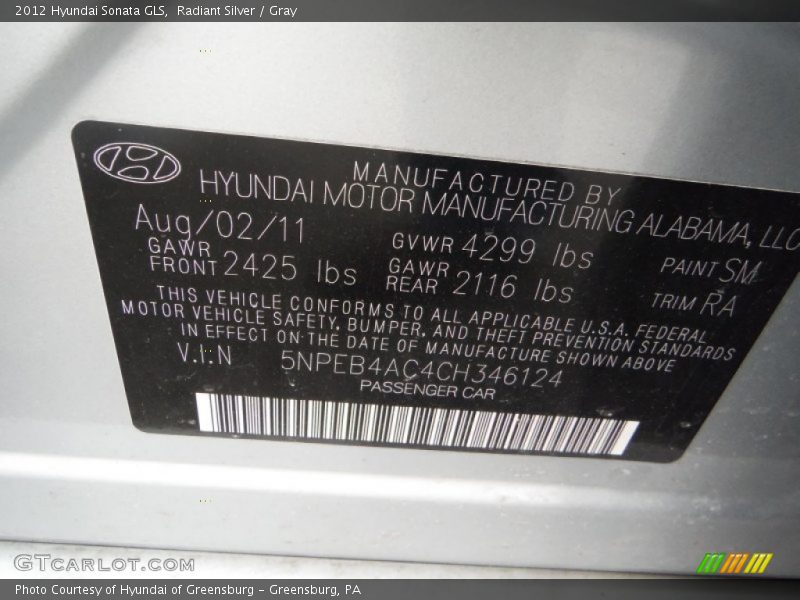 2012 Hyundai Sonata GLS,  Radiant Silver / Gray
MANUFACTURED BY
HYUNDAI MOTOR MANUFACTURING ALABAMA, LLC
Aug/02/11
GVWR 4299 lbs
PAINT SM
GAWR FRONT 2425 lbs
GAWR REAR 2116 lbs
TRIM RA
THIS VEHICLE CONFORMS TO ALL APPLICABLE U.S.A. FEDERAL
MOTOR VEHICLE SAFETY, BUMPER, AND THEFT PREVENTION STANDARDS
IN EFFECT ON THE DATE OF MANUFACTURE SHOWN ABOVE
V.I.N 5NPEB4AC4CH346124
PASSENGER CAR
GTCARLOT.COM
Photo Courtesy of Hyundai of Greensburg - Greensburg, PA